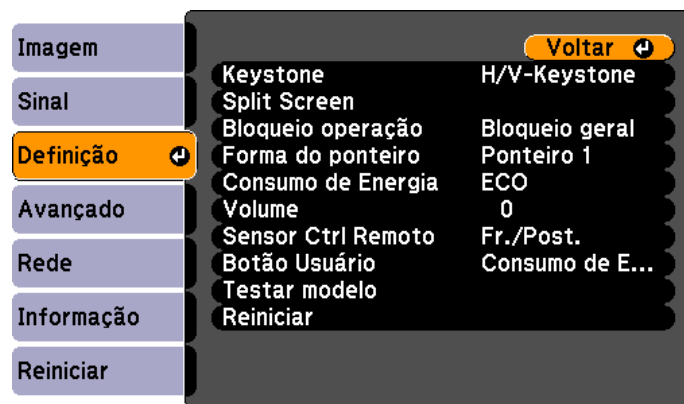 Imagem
Sinal
Definição
Avançado
Rede
Informação
Reiniciar
Voltar
Keystone H/V-Keystone
Split Screen
Bloqueio operação Bloqueio geral
Forma do ponteiro Ponteiro 1
Consumo de Energia ECO
Volume 0
Sensor Ctrl Remoto Fr./Post.
Botão Usuário Consumo de E...
Testar modelo
Reiniciar